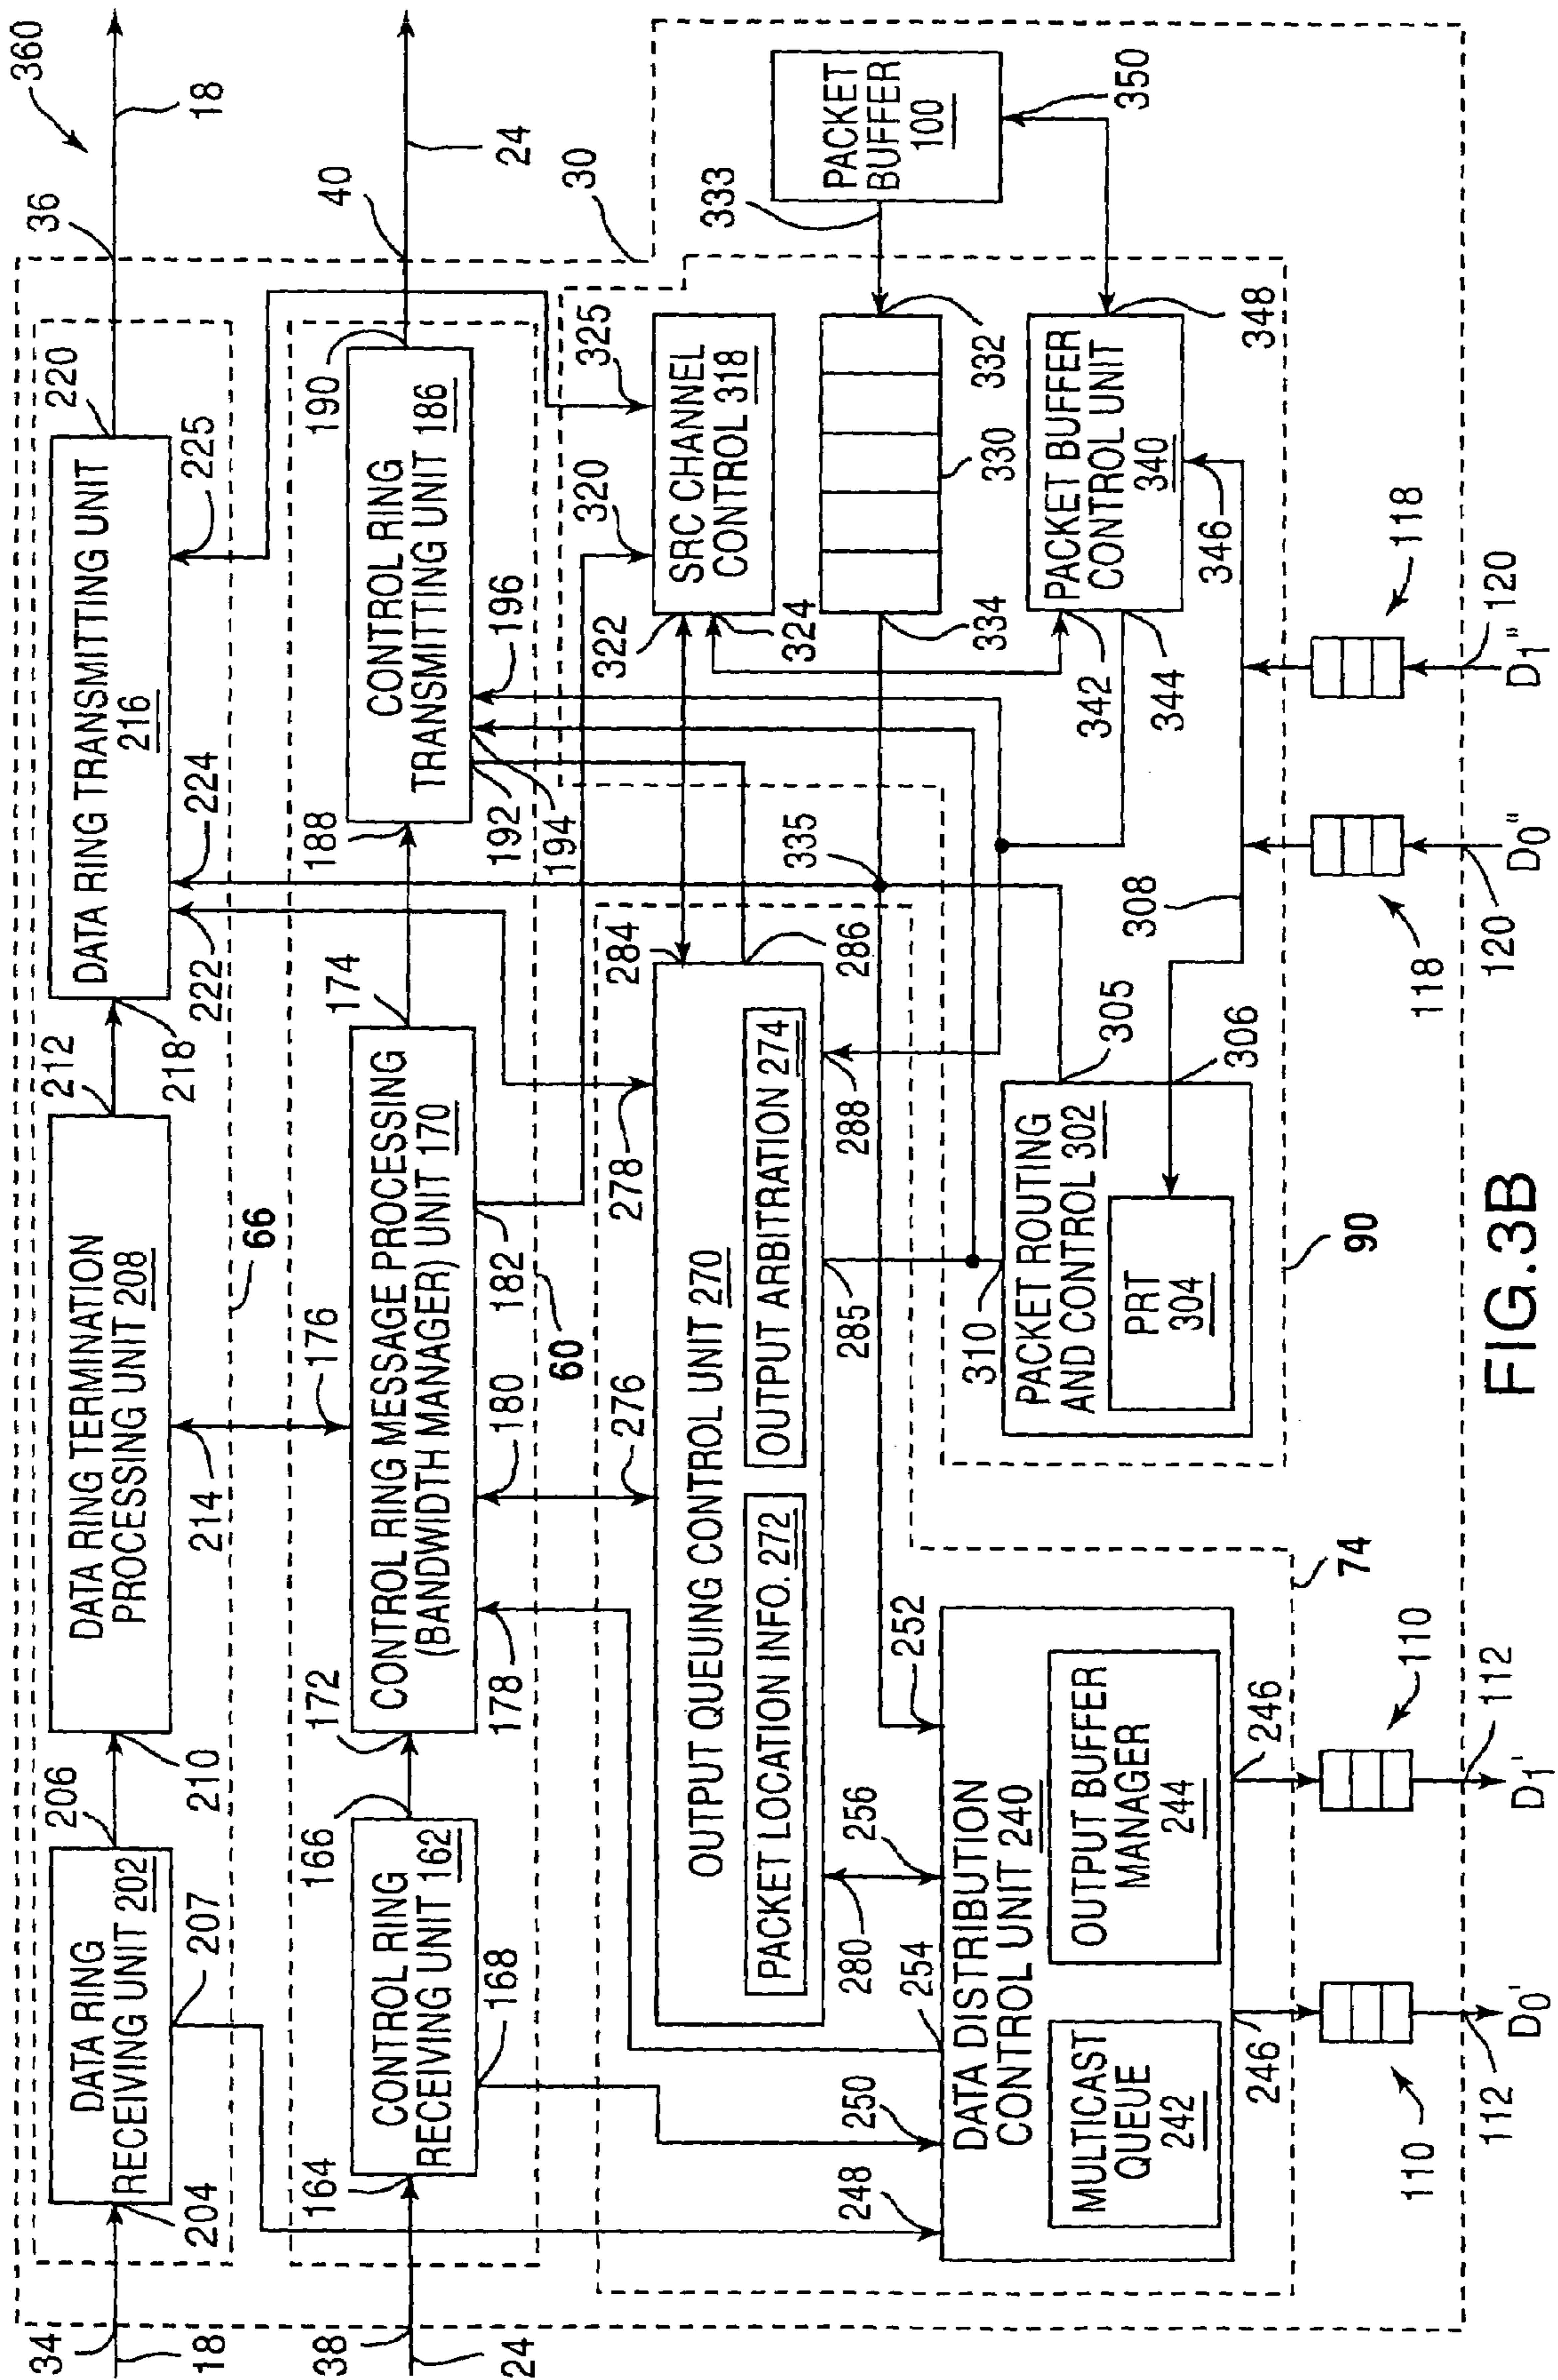 360
36
18
34
18
DATA RING
RECEIVING UNIT 202
204
206
207
DATA RING TERMINATION
PROCESSING UNIT 208
210
212
214
DATA RING TRANSMITTING UNIT
216
218
220
222
224
225
66
38
24
40
24
30
CONTROL RING
RECEIVING UNIT 162
164
166
168
CONTROL RING MESSAGE PROCESSING
(BANDWIDTH MANAGER) UNIT 170
172
174
176
178
180
182
CONTROL RING
TRANSMITTING UNIT 186
188
190
192
194
196
60
OUTPUT QUEUING CONTROL UNIT 270
PACKET LOCATION INFO. 272
OUTPUT ARBITRATION 274
276
278
280
284
285
286
288
SRC CHANNEL
CONTROL 318
320
322
324
325
330
332
333
334
335
PACKET
BUFFER
100
350
PACKET BUFFER
CONTROL UNIT
340
342
344
346
348
DATA DISTRIBUTION
CONTROL UNIT 240
MULTICAST
QUEUE
242
OUTPUT BUFFER
MANAGER
244
246
246
248
250
252
254
256
74
PACKET ROUTING
AND CONTROL 302
PRT
304
305
306
308
310
90
110
112
D0'
110
112
D1'
118
120
D0"
118
120
D1"
FIG.3B